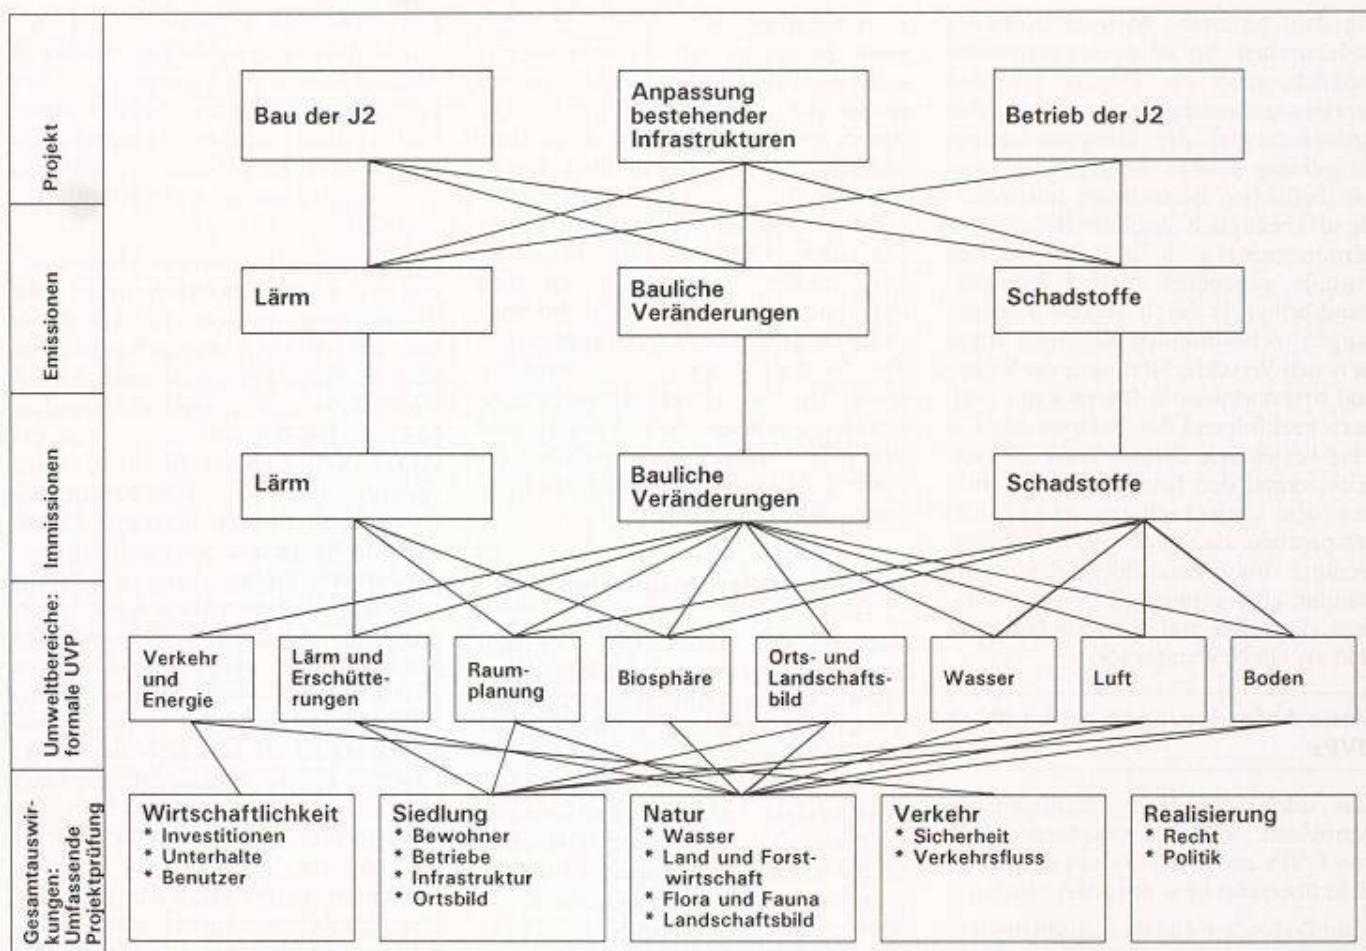 Projekt
Bau der J2
Anpassung
bestehender
Infrastrukturen
Betrieb der J2
Emissionen
Lärm
Bauliche
Veränderungen
Schadstoffe
Immissionen
Lärm
Bauliche
Veränderungen
Schadstoffe
Umweltbereiche:
formale UVP
Verkehr
und
Energie
Lärm und
Erschütte-
rungen
Raum-
planung
Biosphäre
Orts- und
Landschafts-
bild
Wasser
Luft
Boden
Gesamtauswir-
kungen:
Umfassende
Projektprüfung
Wirtschaftlichkeit
* Investitionen
* Unterhalte
* Benutzer
Siedlung
* Bewohner
* Betriebe
* Infrastruktur
* Ortsbild
Natur
* Wasser
* Land und Forst-
wirtschaft
* Flora und Fauna
* Landschaftsbild
Verkehr
* Sicherheit
* Verkehrsfluss
Realisierung
* Recht
* Politik